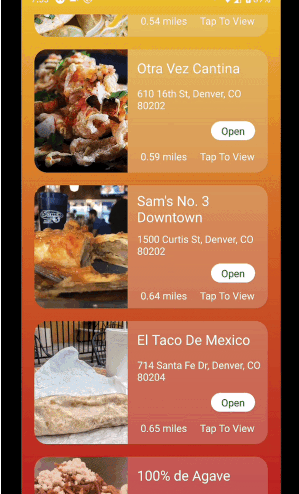 0.54 miles Tap To View
Otra Vez Cantina
610 16th St, Denver, CO
80202
Open
0.59 miles Tap To View
Sam's No. 3
Downtown
1500 Curtis St, Denver, CO
80202
Open
0.64 miles Tap To View
El Taco De Mexico
714 Santa Fe Dr, Denver, CO
80204
Open
0.65 miles Tap To View
100% de Agave